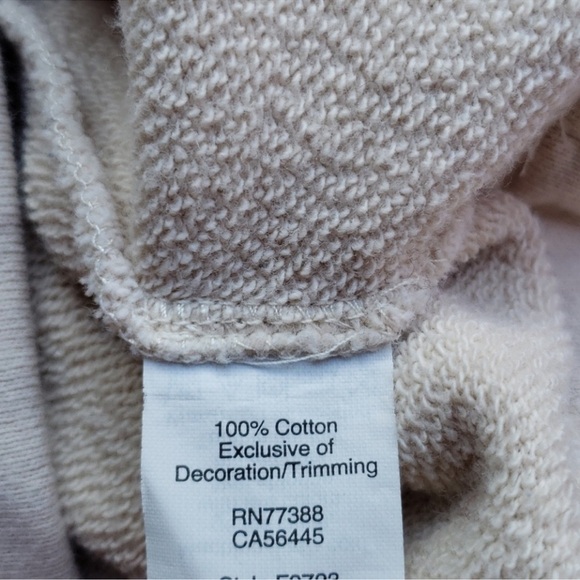 100% Cotton
Exclusive of
Decoration/Trimming
RN77388
CA56445